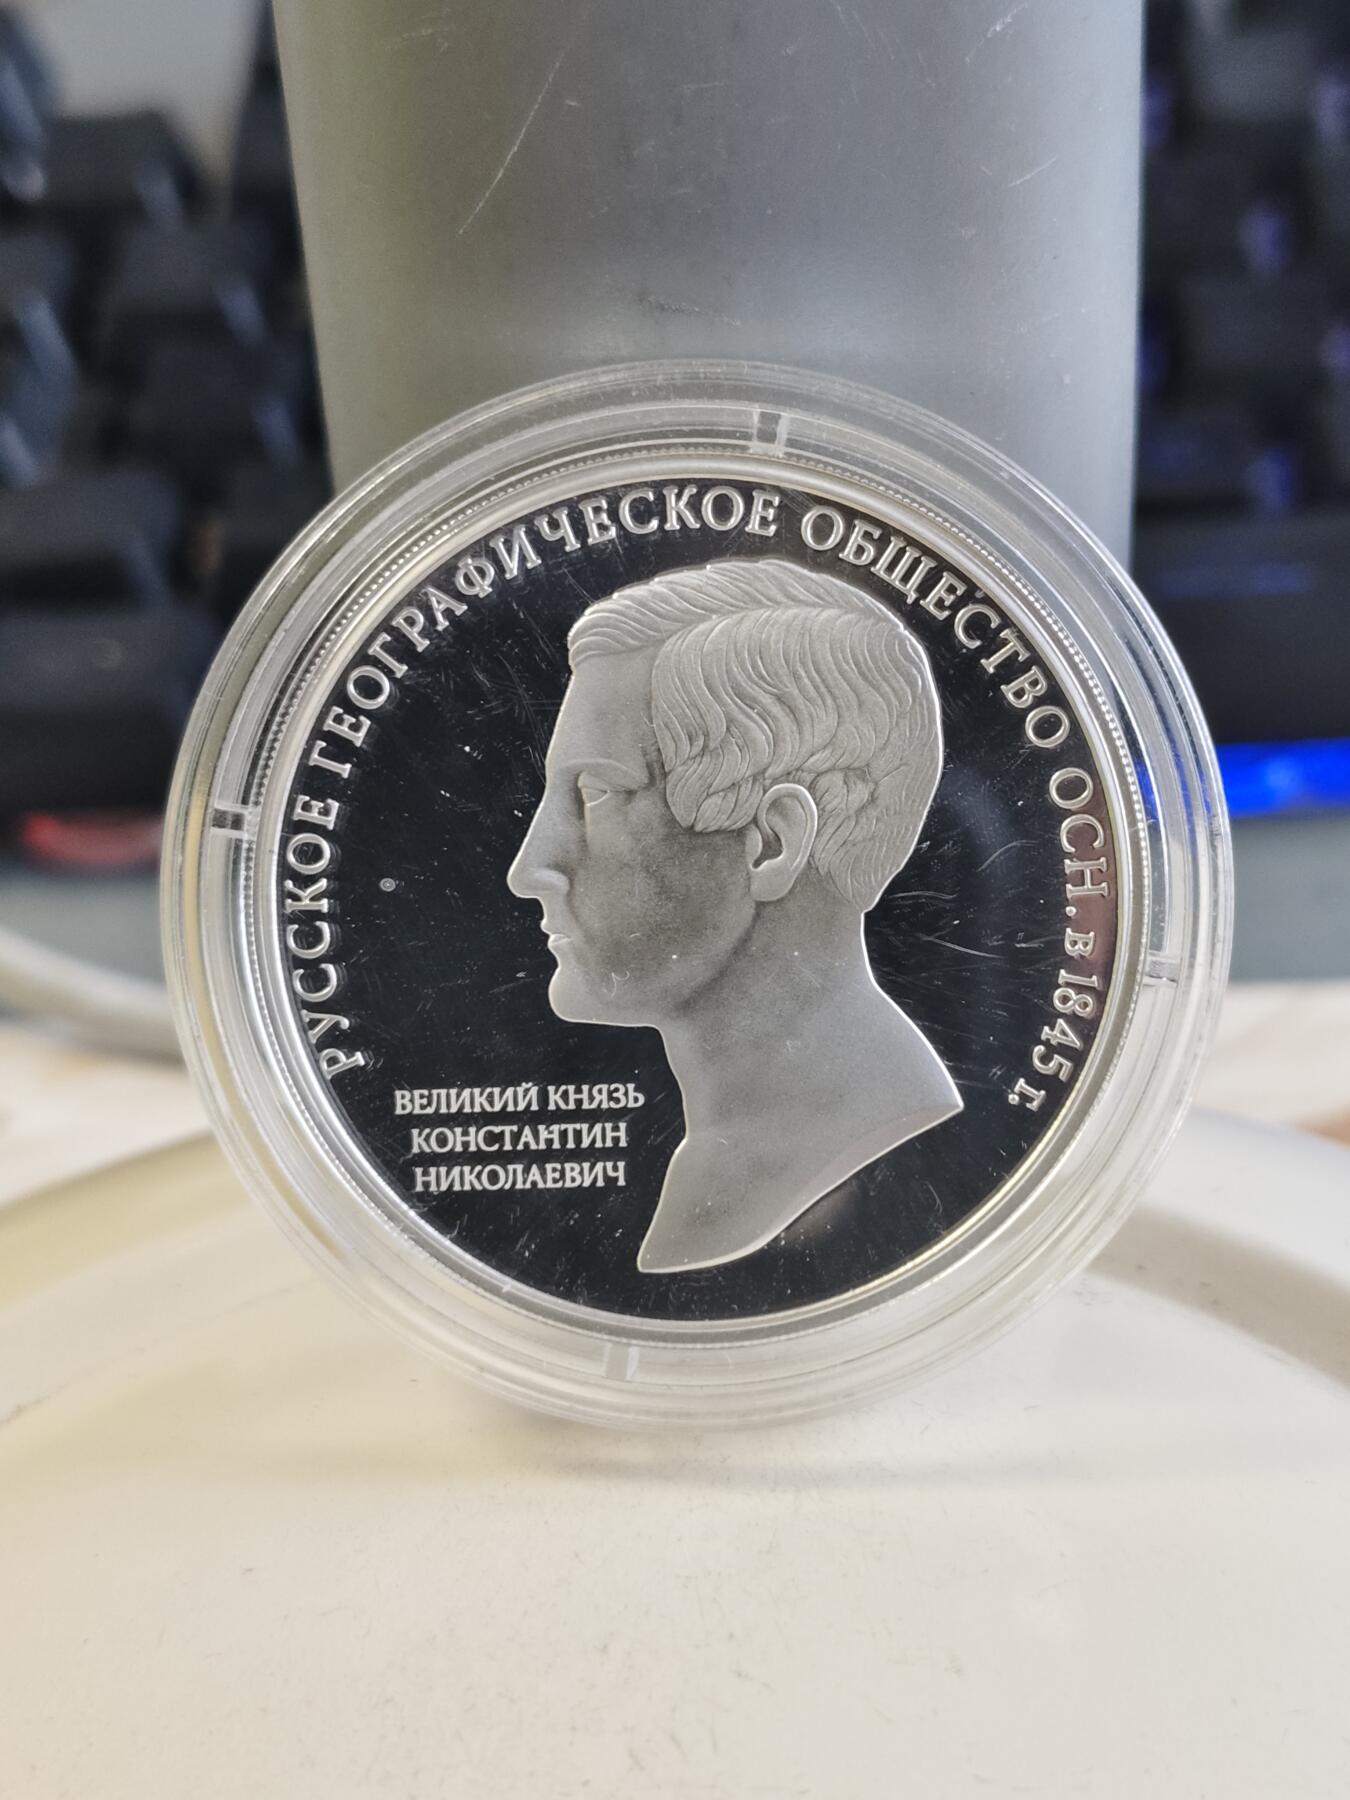 РУССКОЕ ГЕОГРАФИЧЕСКОЕ ОБЩЕСТВО ОСН. В 1845 Г.
ВЕЛИКИЙ КНЯЗЬ
КОНСТАНТИН
НИКОЛАЕВИЧ